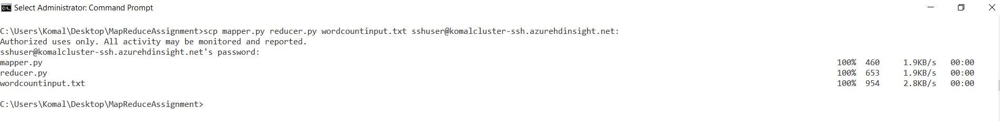 Select Administrator: Command Prompt
C:\Users\Komal\Desktop\MapReduceAssignment>scp mapper.py reducer.py wordcountinput.txt sshuser@komalcluster-ssh.azurehdinsight.net:
Authorized uses only. All activity may be monitored and reported.
sshuser@komalcluster-ssh.azurehdinsight.net's password:
mapper.py 100% 460 1.9KB/s 00:00
reducer.py 100% 653 1.9KB/s 00:00
wordcountinput.txt 100% 954 2.8KB/s 00:00
C:\Users\Komal\Desktop\MapReduceAssignment>